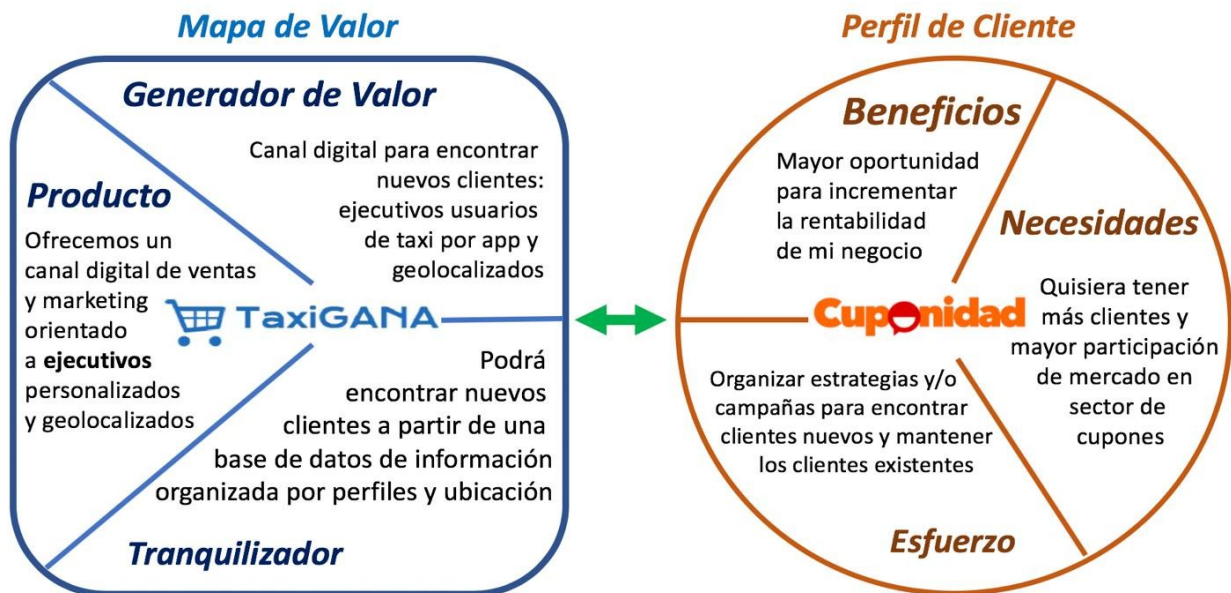 Mapa de Valor
Generador de Valor
Canal digital para encontrar
nuevos clientes:
ejecutivos usuarios
de taxi por app y
geolocalizados
Producto
Ofrecemos un
canal digital de ventas
y marketing
orientado
a ejecutivos
personalizados
y geolocalizados
TaxiGANA
Podrá
encontrar nuevos
clientes a partir de una
base de datos de información
organizada por perfiles y ubicación
Tranquilizador
Perfil de Cliente
Beneficios
Mayor oportunidad
para incrementar
la rentabilidad
de mi negocio
Necesidades
Quisiera tener
más clientes y
mayor participación
de mercado en
sector de
cupones
Cuponidad
Organizar estrategias y/o
campañas para encontrar
clientes nuevos y mantener
los clientes existentes
Esfuerzo